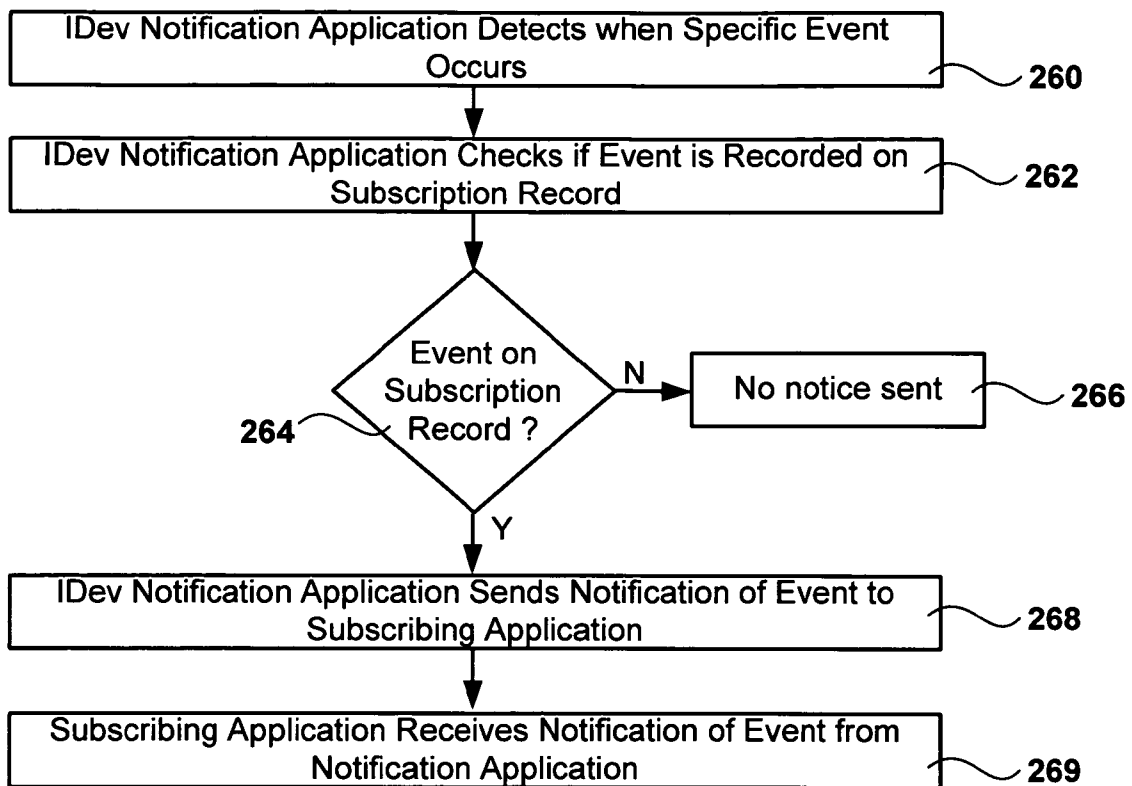 IDev Notification Application Detects when Specific Event
Occurs
260
IDev Notification Application Checks if Event is Recorded on
Subscription Record
262
Event on
Subscription
Record ?
264
N
No notice sent
266
Y
IDev Notification Application Sends Notification of Event to
Subscribing Application
268
Subscribing Application Receives Notification of Event from
Notification Application
269